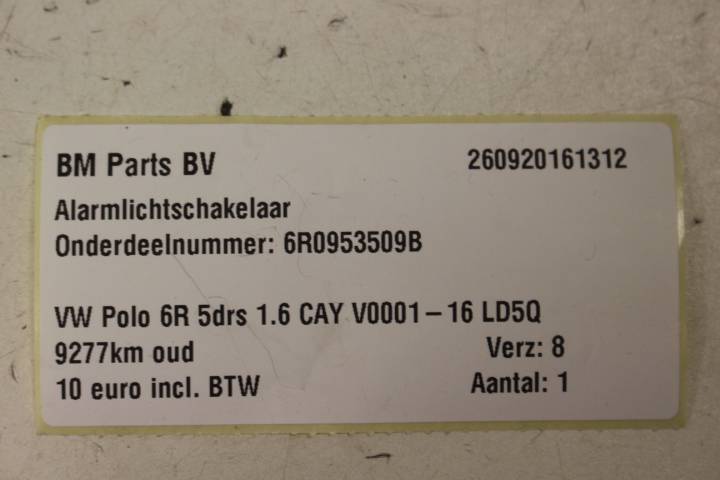 BM Parts BV 260920161312
Alarmlichtschakelaar
Onderdeelnummer: 6R0953509B
VW Polo 6R 5drs 1.6 CAY V0001-16 LD5Q
9277km oud Verz: 8
10 euro incl. BTW Aantal: 1